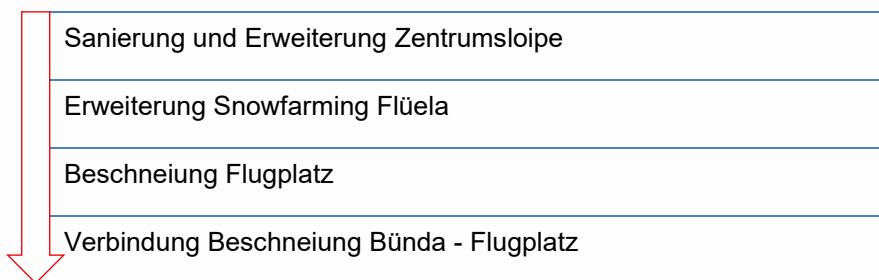 Sanierung und Erweiterung Zentrumsloipe
Erweiterung Snowfarming Flüela
Beschneiung Flugplatz
Verbindung Beschneiung Bünda - Flugplatz